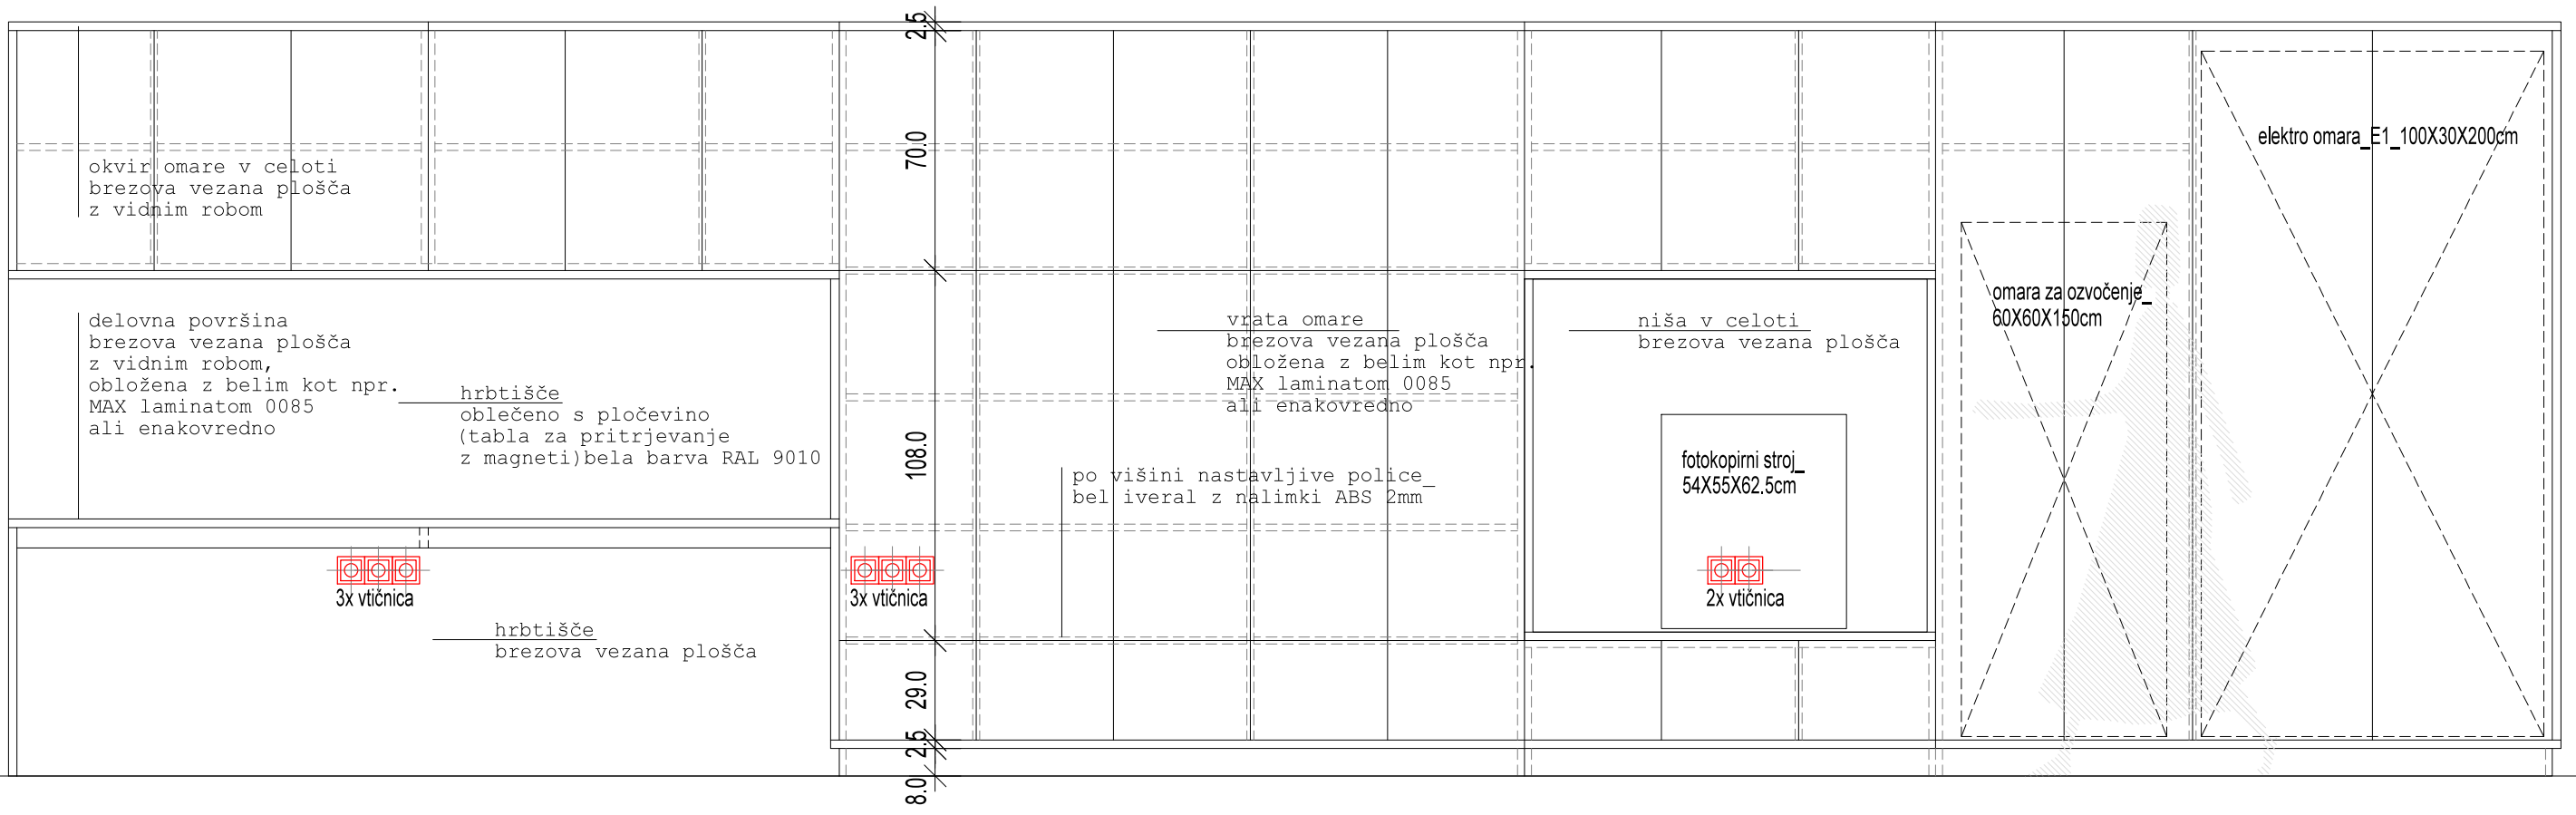 okvir omare v celoti
brezova vezana plošča
z vidnim robom
delovna površina
brezova vezana plošča
z vidnim robom,
obložena z belim kot npr.
MAX laminatom 0085
ali enakovredno
hrbtišče
oblečeno s pločevino
(tabla za pritrjevanje
z magneti)bela barva RAL 9010
3x vtičnica
hrbtišče
brezova vezana plošča
2.5
70.0
108.0
29.0
2.5
8.0
3x vtičnica
vrata omare
brezova vezana plošča
obložena z belim kot npr.
MAX laminatom 0085
ali enakovredno
po višini nastavljive police_
bel iveral z nalimki ABS 2mm
niša v celoti
brezova vezana plošča
fotokopirni stroj_
54X55X62.5cm
2x vtičnica
omara za ozvočenje_
60X60X150cm
elektro omara_E1_100X30X200cm